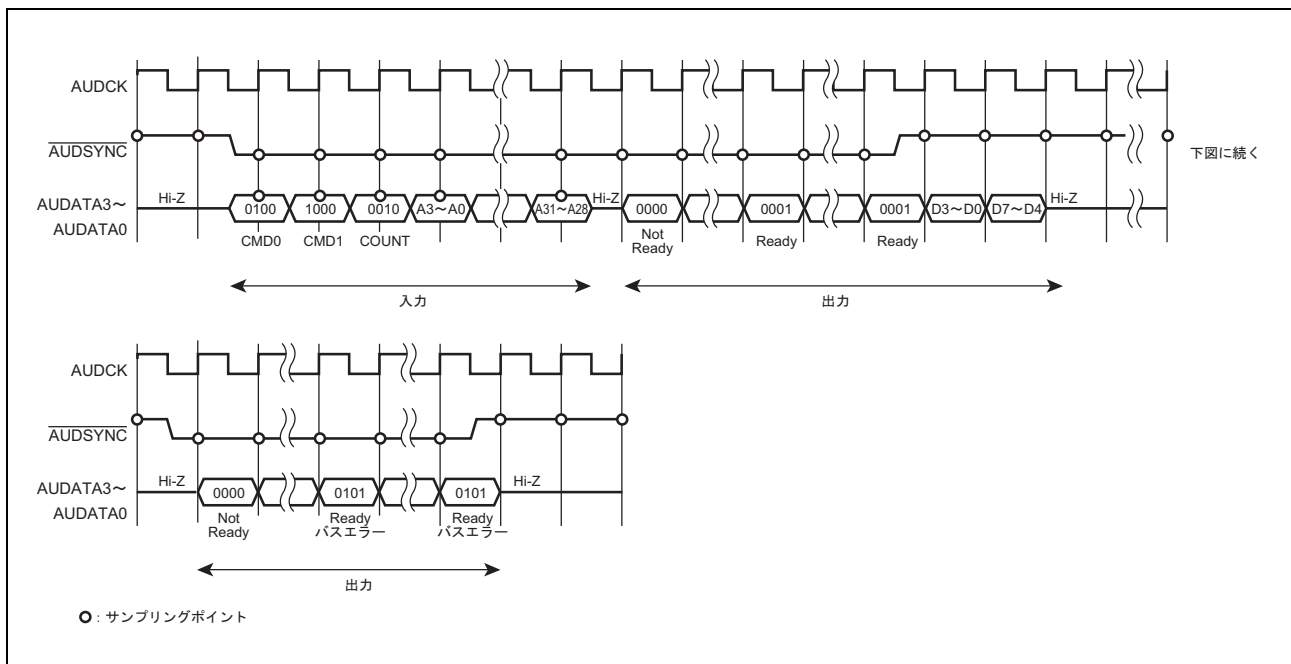 AUDCK
AUDSYNC
下図に続く
AUDATA3～
AUDATA0
Hi-Z
0100
1000
0010
A3～A0
A31～A28
Hi-Z
0000
0001
0001
D3～D0
D7～D4
Hi-Z
CMD0
CMD1
COUNT
Not
Ready
Ready
Ready
入力
出力
AUDCK
AUDSYNC
AUDATA3～
AUDATA0
Hi-Z
0000
0101
0101
Hi-Z
Not
Ready
Ready
バスエラー
Ready
バスエラー
出力
：サンプリングポイント